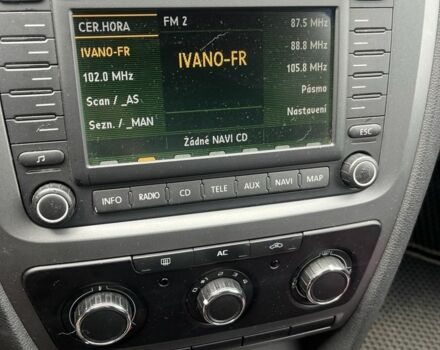 CER.HORA
FM 2
87.5 MHz
IVANO-FR
88.8 MHz
102.0 MHz
IVANO-FR
105.8 MHz
Scan / _AS
Pásmo
Sezn. / _MAN
Nastavení
Žádné NAVI CD
ESC
INFO
RADIO
CD
TELE
AUX
NAVI
MAP
AC